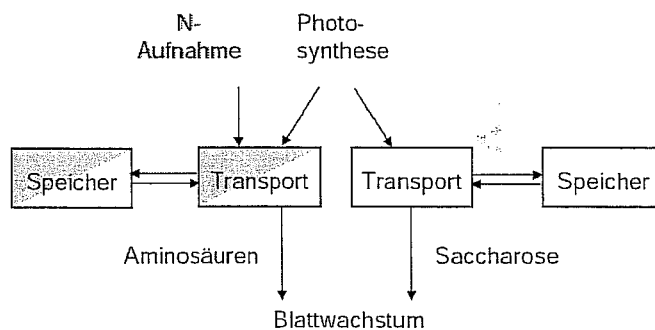 N-
Aufnahme
Photo-
synthese
Speicher
Transport
Transport
Speicher
Aminosäuren
Saccharose
Blattwachstum